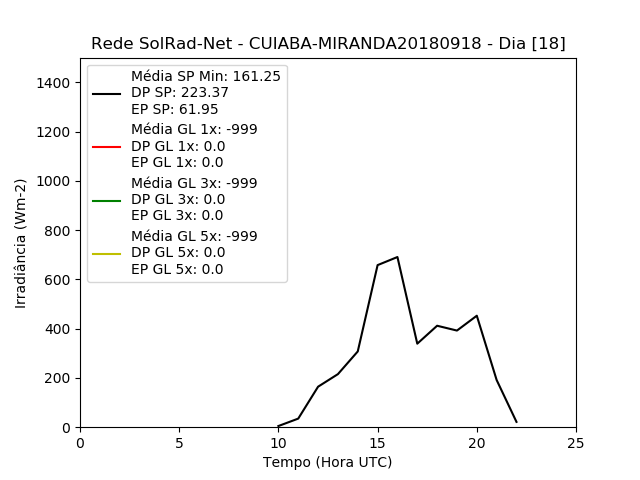 Rede SolRad-Net - CUIABA-MIRANDA20180918 - Dia [18]
Média SP Min: 161.25
DP SP: 223.37
EP SP: 61.95
Média GL 1x: -999
DP GL 1x: 0.0
EP GL 1x: 0.0
Média GL 3x: -999
DP GL 3x: 0.0
EP GL 3x: 0.0
Média GL 5x: -999
DP GL 5x: 0.0
EP GL 5x: 0.0
Irradiância (Wm-2)
1400
1200
1000
800
600
400
200
0
0 5 10 15 20 25
Tempo (Hora UTC)